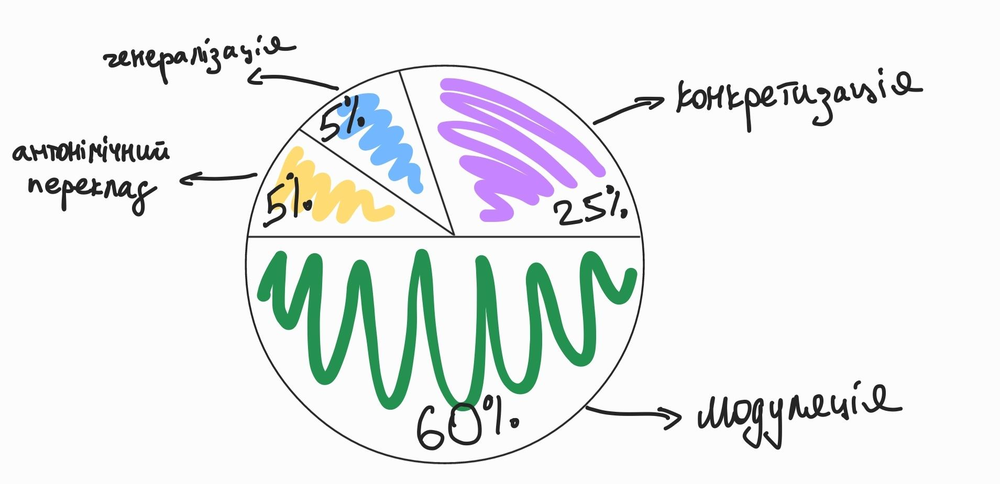 генералізація
конкретизація
5%
антонімічний
переклад
5%
25%
60%
модуляція